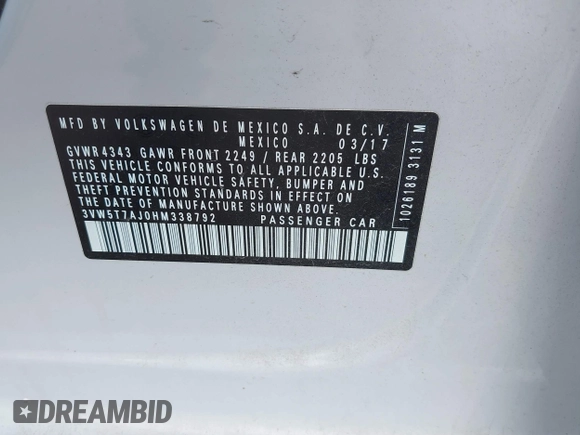 MFD BY VOLKSWAGEN DE MEXICO S.A. DE C.V.
MEXICO 03/17
GVWR 4343 GAWR FRONT 2249 / REAR 2205 LBS
THIS VEHICLE CONFORMS TO ALL APPLICABLE U.S.
FEDERAL MOTOR VEHICLE SAFETY, BUMPER AND
THEFT PREVENTION STANDARDS IN EFFECT ON
THE DATE OF MANUFACTURE SHOWN ABOVE.
3VW5T7AJ0HM338792 PASSENGER CAR
1026189 3131 M
DREAMBID